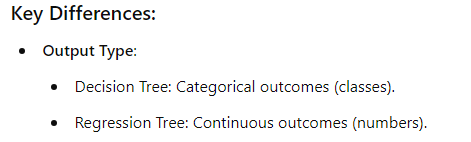 Key Differences:
• Output Type:
• Decision Tree: Categorical outcomes (classes).
• Regression Tree: Continuous outcomes (numbers).